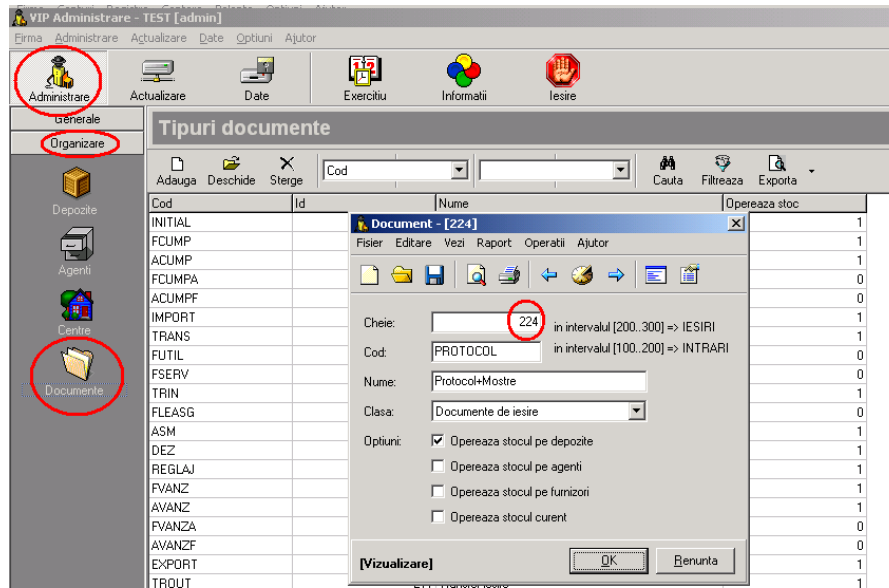 VIP Administrare - TEST [admin]
Firma Administrare Actualizare Date Optiuni Ajutor
Administrare Actualizare Date Exercitiu Informatii Iesire
Generale
Organizare
Depozite
Agenti
Centre
Documente
Tipuri documente
Adauga Deschide Sterge Cod Cauta Filtreaza Exporta
Cod Id Nume Opereaza stoc
INITIAL 1
FCUMP 1
ACUMP 1
FCUMPA 0
ACUMPF 0
IMPORT 1
TRANS 1
FUTIL 0
FSERV 0
TRIN 1
FLEASG 0
ASM 1
DEZ 1
REGLAJ 1
FVANZ 1
AVANZ 1
FVANZA 0
AVANZF 0
EXPORT 1
TROUT 1
Document - [224]
Fisier Editare Vezi Raport Operatii Ajutor
Cheie: 224 in intervalul [200..300] => IESIRI
Cod: PROTOCOL in intervalul [100..200] => INTRARI
Nume: Protocol+Mostre
Clasa: Documente de iesire
Optiuni: Opereaza stocul pe depozite
Opereaza stocul pe agenti
Opereaza stocul pe furnizori
Opereaza stocul curent
[Vizualizare] OK Renunta